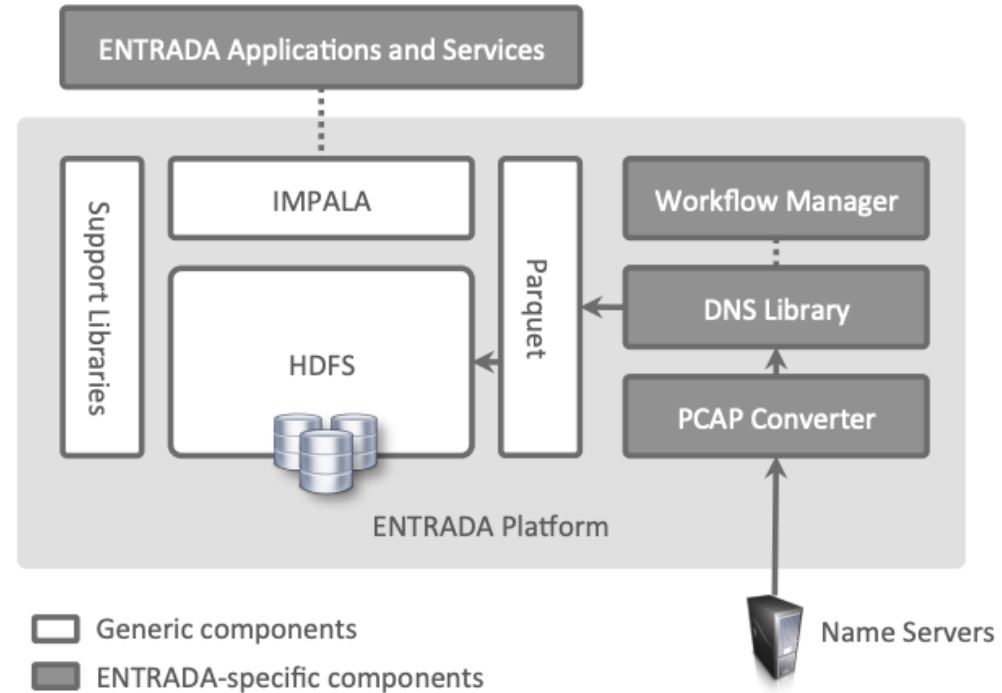 ENTRADA Applications and Services
Support Libraries
IMPALA
HDFS
Parquet
Workflow Manager
DNS Library
PCAP Converter
ENTRADA Platform
Name Servers
Generic components
ENTRADA-specific components